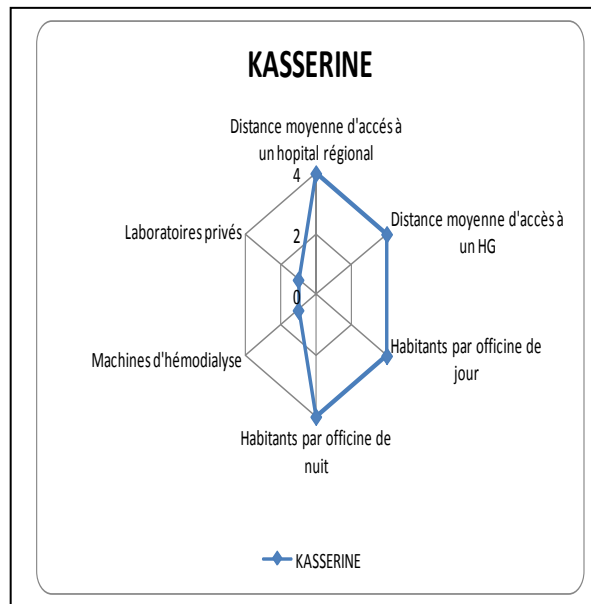 KASSERINE
Distance moyenne d'accés à
un hopital régional
4
Distance moyenne d'accès à
un HG
Laboratoires privés
2
0
Habitants par officine de
jour
Machines d'hémodialyse
Habitants par officine de
nuit
KASSERINE